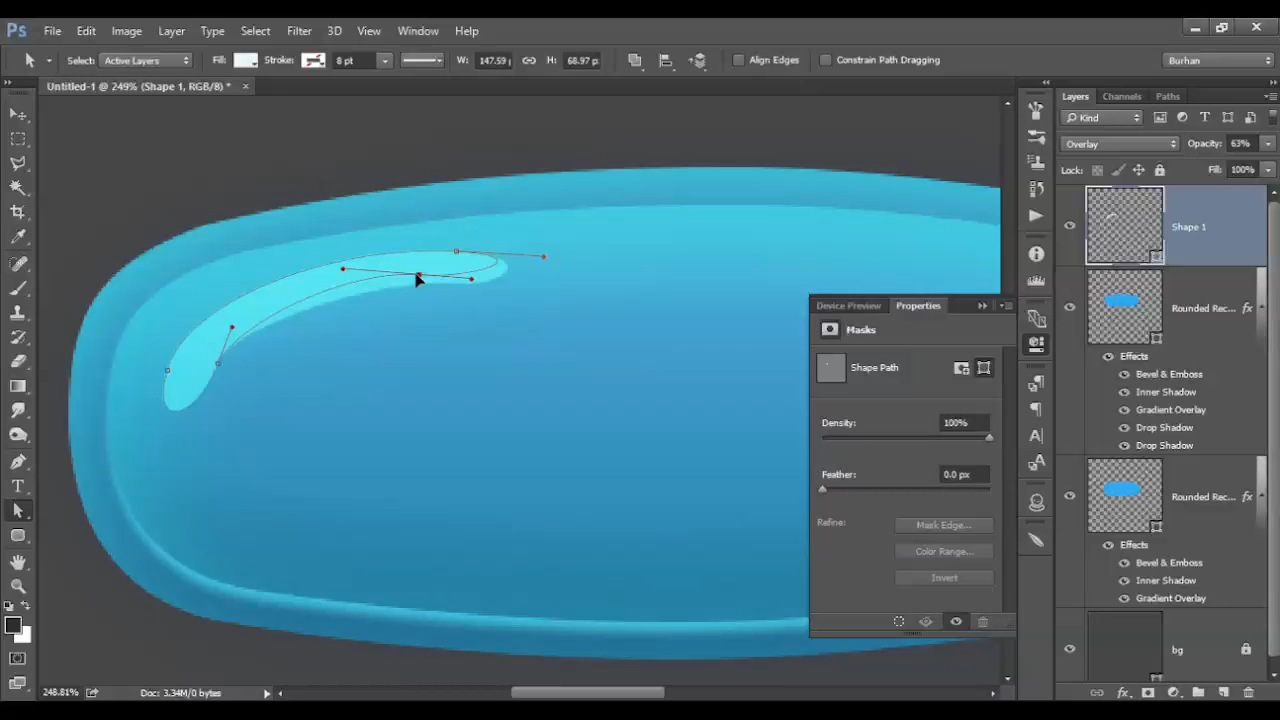 Ps File Edit Image Layer Type Select Filter 3D View Window Help
Select: Active Layers Fill: Stroke: 8 pt W: 147.59 H: 68.97 p Align Edges Constrain Path Dragging Burhan
Untitled-1 @ 249% (Shape 1, RGB/8) * ×
Layers Channels Paths
Kind
Overlay Opacity: 63%
Lock: Fill: 100%
Shape 1
Rounded Rec... fx
Effects
Bevel & Emboss
Inner Shadow
Gradient Overlay
Drop Shadow
Drop Shadow
Rounded Rec... fx
Effects
Bevel & Emboss
Inner Shadow
Gradient Overlay
bg
Device Preview Properties
Masks
Shape Path
Density: 100%
Feather: 0.0 px
Refine: Mask Edge...
Color Range...
Invert
248.81% Doc: 3.34M/0 bytes